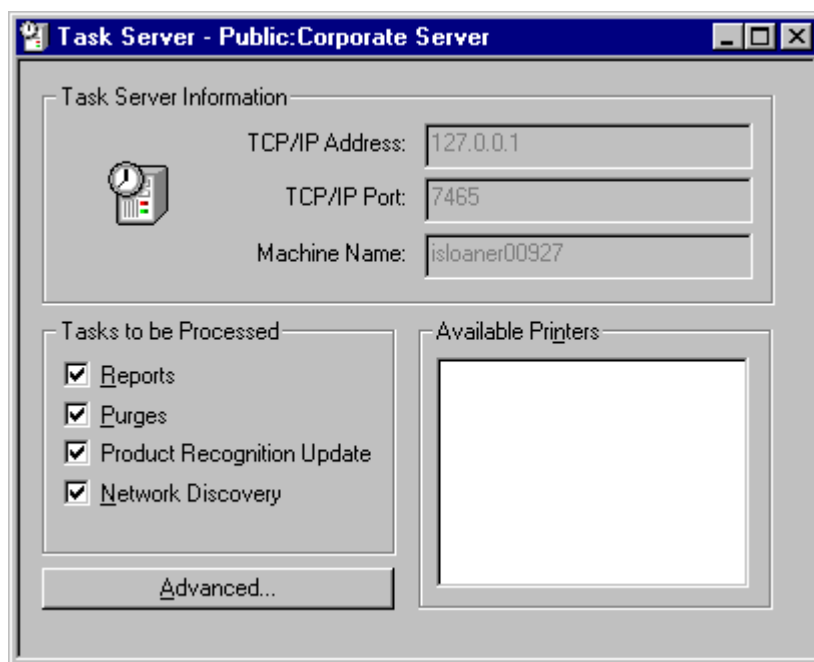 Task Server - Public:Corporate Server
Task Server Information
TCP/IP Address: 127.0.0.1
TCP/IP Port: 7465
Machine Name: isloaner00927
Tasks to be Processed
Reports
Purges
Product Recognition Update
Network Discovery
Advanced...
Available Printers